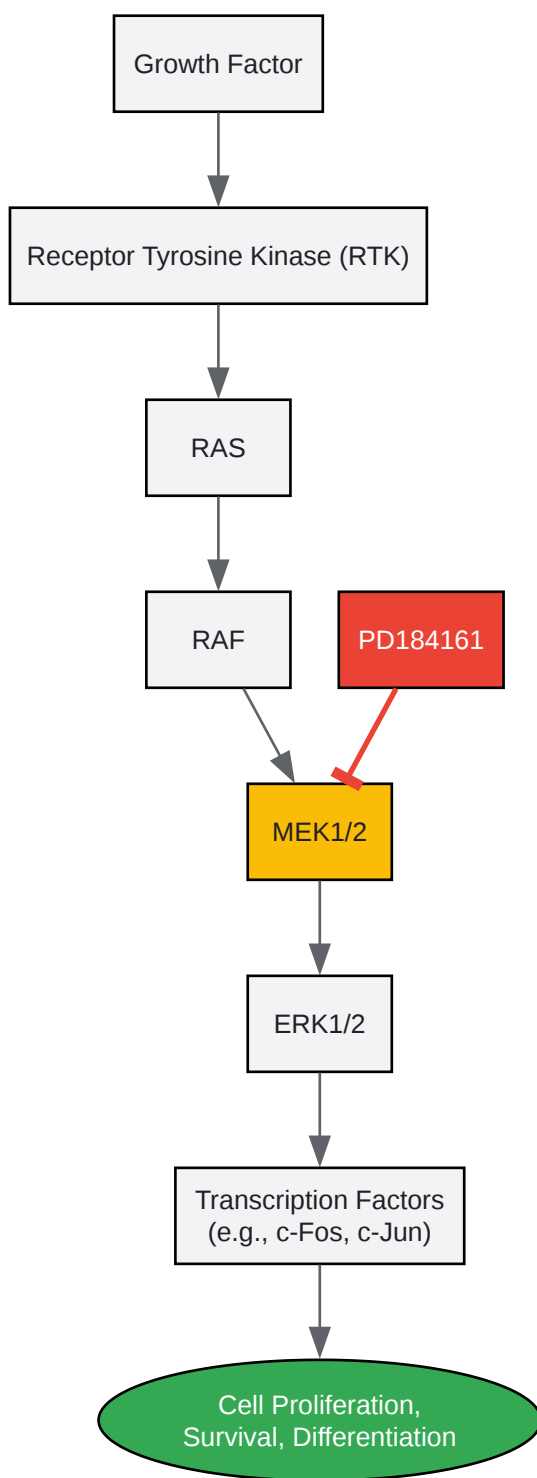 Growth Factor
Receptor Tyrosine Kinase (RTK)
RAS
RAF
PD184161
MEK1/2
ERK1/2
Transcription Factors
(e.g., c-Fos, c-Jun)
Cell Proliferation,
Survival, Differentiation